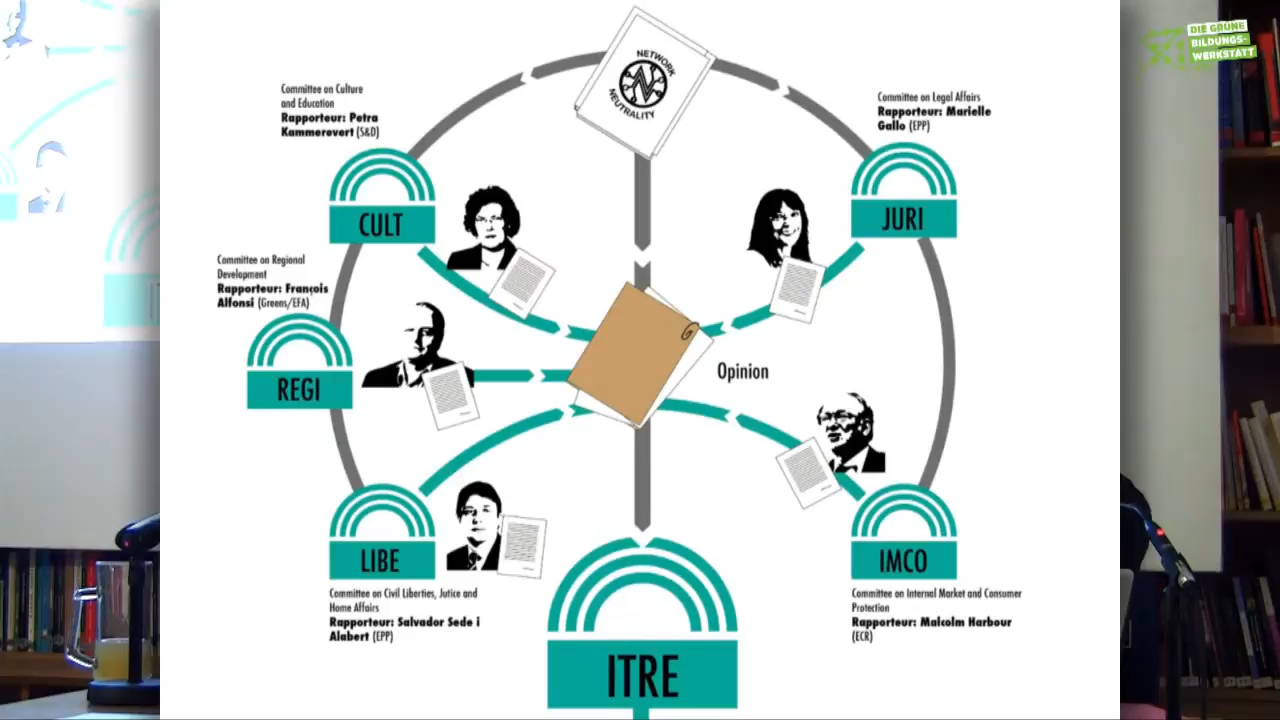 DIE GRÜNE
BILDUNGS-
WERKSTATT
NETWORK
NEUTRALITY
Committee on Culture
and Education
Rapporteur: Petra
Kammerevert (S&D)
CULT
Committee on Legal Affairs
Rapporteur: Marielle
Gallo (EPP)
JURI
Committee on Regional
Development
Rapporteur: François
Alfonsi (Greens/EFA)
REGI
Opinion
LIBE
Committee on Civil Liberties, Jutice and
Home Affairs
Rapporteur: Salvador Sede i
Alabert (EPP)
IMCO
Committee on Internal Market and Consumer
Protection
Rapporteur: Malcolm Harbour
(ECR)
ITRE